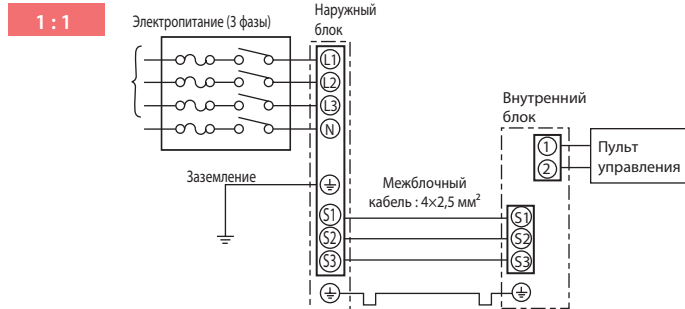 1 : 1
Электропитание (3 фазы)
Наружный
блок
L1
L2
L3
N
Заземление
S1
S2
S3
Межблочный
кабель : 4×2,5 мм²
Внутренний
блок
1
2
Пульт
управления
S1
S2
S3